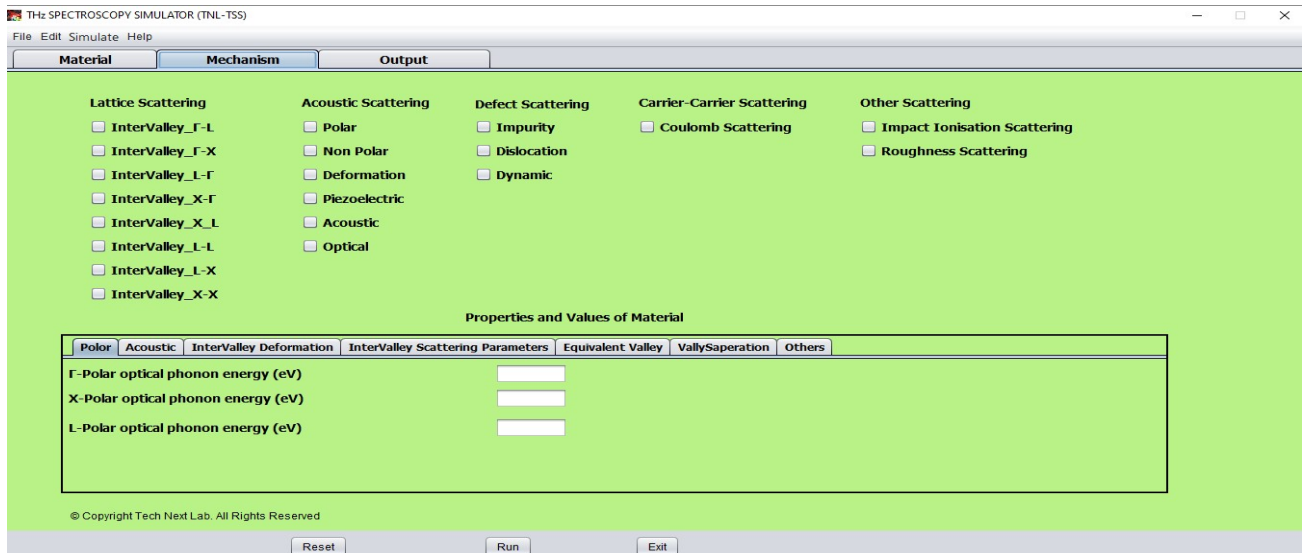 THz SPECTROSCOPY SIMULATOR (TNL-TSS)
File Edit Simulate Help
Material Mechanism Output
Lattice Scattering Acoustic Scattering Defect Scattering Carrier-Carrier Scattering Other Scattering
InterValley_Γ-L Polar Impurity Coulomb Scattering Impact Ionisation Scattering
InterValley_Γ-X Non Polar Dislocation Roughness Scattering
InterValley_L-Γ Deformation Dynamic
InterValley_X-Γ Piezoelectric
InterValley_X_L Acoustic
InterValley_L-L Optical
InterValley_L-X
InterValley_X-X
Properties and Values of Material
Polor Acoustic InterValley Deformation InterValley Scattering Parameters Equivalent Valley VallySaperation Others
Γ-Polar optical phonon energy (eV)
X-Polar optical phonon energy (eV)
L-Polar optical phonon energy (eV)
© Copyright Tech Next Lab. All Rights Reserved
Reset Run Exit